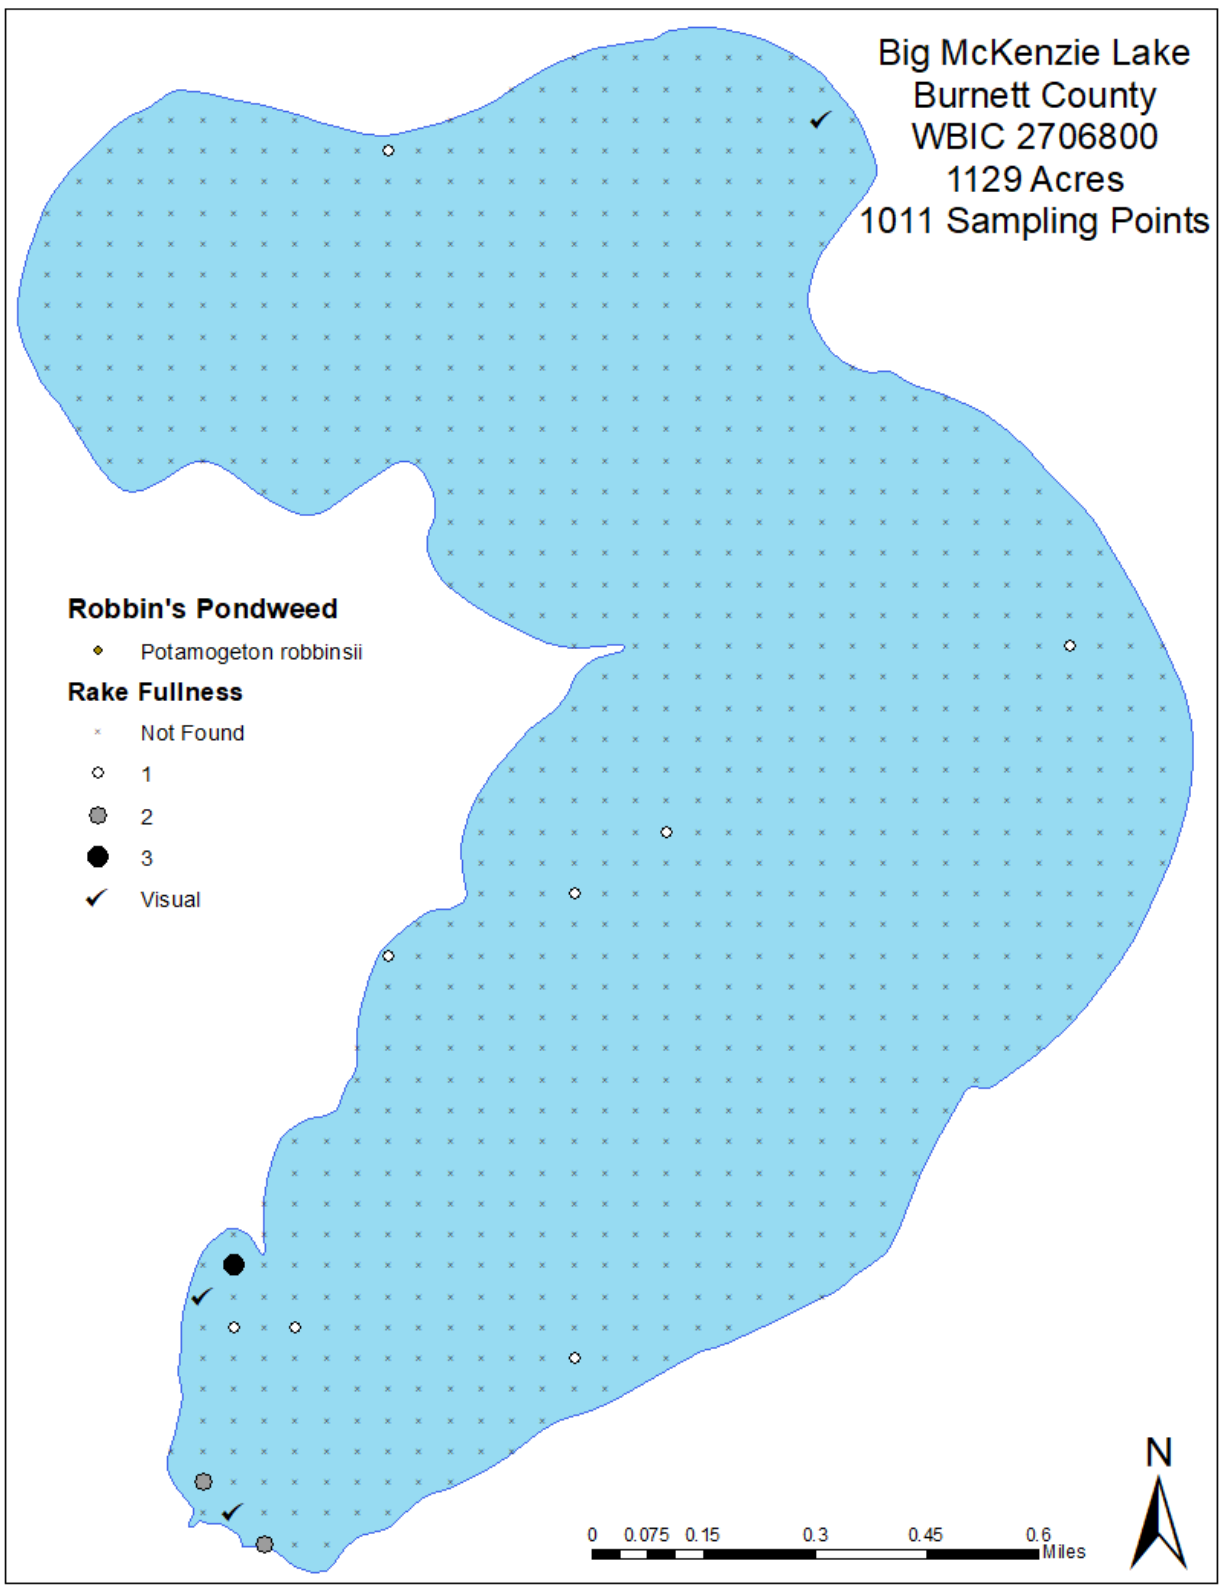 Big McKenzie Lake
Burnett County
WBIC 2706800
1129 Acres
1011 Sampling Points
Robbin's Pondweed
Potamogeton robbinsii
Rake Fullness
Not Found
1
2
3
Visual
N
0 0.075 0.15 0.3 0.45 0.6
Miles